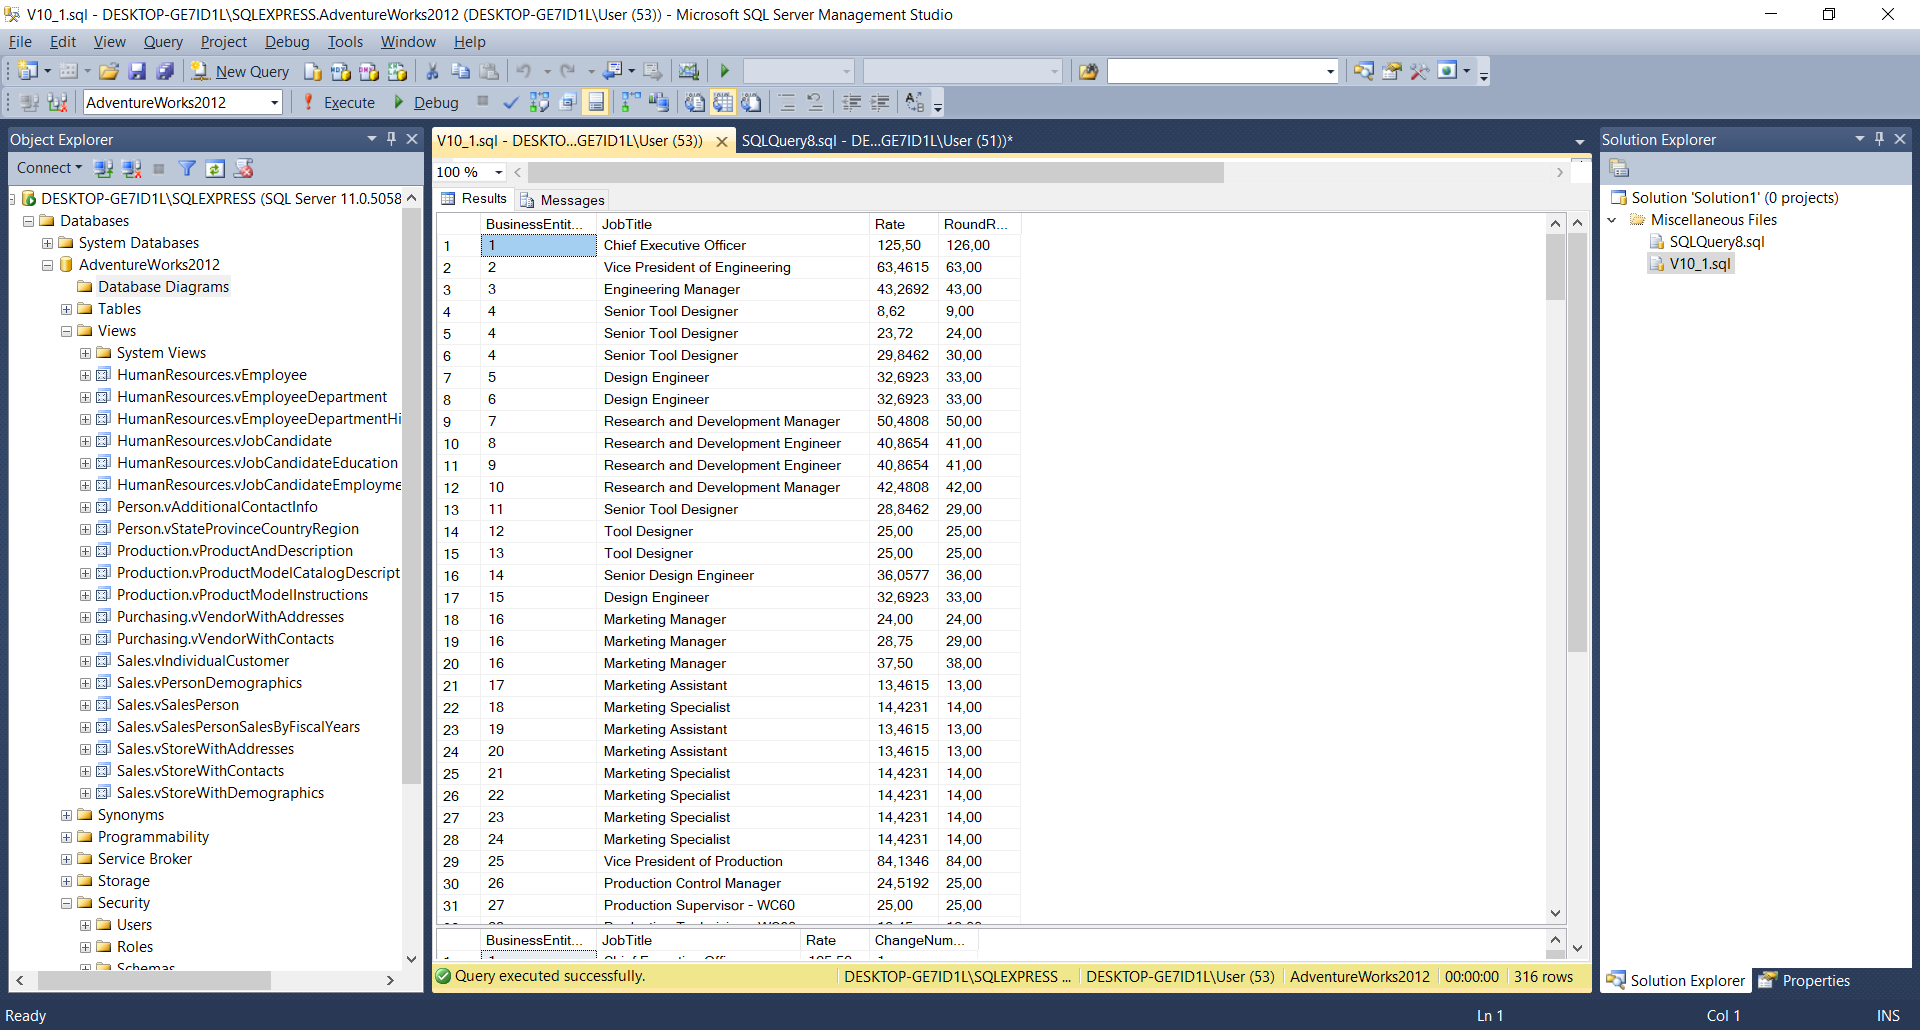 V10_1.sql - DESKTOP-GE7ID1L\SQLEXPRESS.AdventureWorks2012 (DESKTOP-GE7ID1L\User (53)) - Microsoft SQL Server Management Studio
File Edit View Query Project Debug Tools Window Help
New Query
AdventureWorks2012 Execute Debug
Object Explorer
Connect
DESKTOP-GE7ID1L\SQLEXPRESS (SQL Server 11.0.5058
Databases
System Databases
AdventureWorks2012
Database Diagrams
Tables
Views
System Views
HumanResources.vEmployee
HumanResources.vEmployeeDepartment
HumanResources.vEmployeeDepartmentHi
HumanResources.vJobCandidate
HumanResources.vJobCandidateEducation
HumanResources.vJobCandidateEmployme
Person.vAdditionalContactInfo
Person.vStateProvinceCountryRegion
Production.vProductAndDescription
Production.vProductModelCatalogDescript
Production.vProductModelInstructions
Purchasing.vVendorWithAddresses
Purchasing.vVendorWithContacts
Sales.vIndividualCustomer
Sales.vPersonDemographics
Sales.vSalesPerson
Sales.vSalesPersonSalesByFiscalYears
Sales.vStoreWithAddresses
Sales.vStoreWithContacts
Sales.vStoreWithDemographics
Synonyms
Programmability
Service Broker
Storage
Security
Users
Roles
Schemas
V10_1.sql - DESKTO...GE7ID1L\User (53)) SQLQuery8.sql - DE...GE7ID1L\User (51))*
100 %
Results Messages
BusinessEntit... JobTitle Rate RoundR...
1 1 Chief Executive Officer 125,50 126,00
2 2 Vice President of Engineering 63,4615 63,00
3 3 Engineering Manager 43,2692 43,00
4 4 Senior Tool Designer 8,62 9,00
5 4 Senior Tool Designer 23,72 24,00
6 4 Senior Tool Designer 29,8462 30,00
7 5 Design Engineer 32,6923 33,00
8 6 Design Engineer 32,6923 33,00
9 7 Research and Development Manager 50,4808 50,00
10 8 Research and Development Engineer 40,8654 41,00
11 9 Research and Development Engineer 40,8654 41,00
12 10 Research and Development Manager 42,4808 42,00
13 11 Senior Tool Designer 28,8462 29,00
14 12 Tool Designer 25,00 25,00
15 13 Tool Designer 25,00 25,00
16 14 Senior Design Engineer 36,0577 36,00
17 15 Design Engineer 32,6923 33,00
18 16 Marketing Manager 24,00 24,00
19 16 Marketing Manager 28,75 29,00
20 16 Marketing Manager 37,50 38,00
21 17 Marketing Assistant 13,4615 13,00
22 18 Marketing Specialist 14,4231 14,00
23 19 Marketing Assistant 13,4615 13,00
24 20 Marketing Assistant 13,4615 13,00
25 21 Marketing Specialist 14,4231 14,00
26 22 Marketing Specialist 14,4231 14,00
27 23 Marketing Specialist 14,4231 14,00
28 24 Marketing Specialist 14,4231 14,00
29 25 Vice President of Production 84,1346 84,00
30 26 Production Control Manager 24,5192 25,00
31 27 Production Supervisor - WC60 25,00 25,00
BusinessEntit... JobTitle Rate ChangeNum...
Query executed successfully. DESKTOP-GE7ID1L\SQLEXPRESS ... DESKTOP-GE7ID1L\User (53) AdventureWorks2012 00:00:00 316 rows
Solution Explorer
Solution 'Solution1' (0 projects)
Miscellaneous Files
SQLQuery8.sql
V10_1.sql
Solution Explorer Properties
Ready Ln 1 Col 1 INS